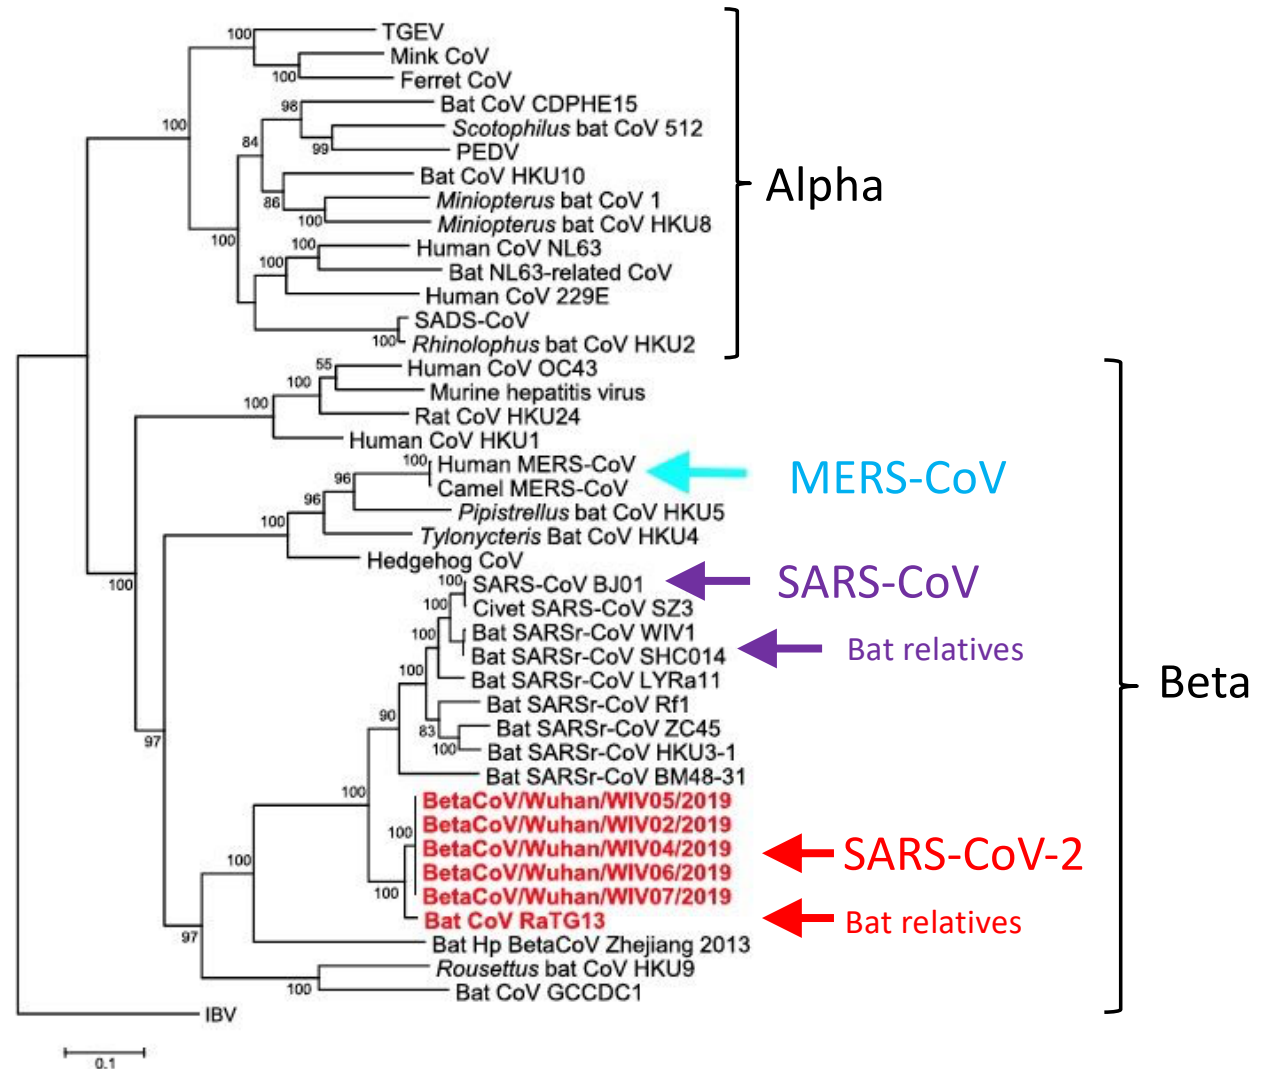 100
TGEV
Mink CoV
100
Ferret CoV
98
Bat CoV CDPHE15
100
Scotophilus bat CoV 512
84
99
PEDV
Bat CoV HKU10
Alpha
86
Miniopterus bat CoV 1
100
Miniopterus bat CoV HKU8
100
100
Human CoV NL63
100
Bat NL63-related CoV
Human CoV 229E
SADS-CoV
100
Rhinolophus bat CoV HKU2
55
Human CoV OC43
100
Murine hepatitis virus
100
Rat CoV HKU24
Human CoV HKU1
100
Human MERS-CoV
MERS-CoV
96
Camel MERS-CoV
96
Pipistrellus bat CoV HKU5
100
Tylonycteris Bat CoV HKU4
Hedgehog CoV
100
100
SARS-CoV BJ01
SARS-CoV
100
Civet SARS-CoV SZ3
100
Bat SARSr-CoV WIV1
Bat SARSr-CoV SHC014
Bat relatives
100
Bat SARSr-CoV LYRa11
Beta
Bat SARSr-CoV Rf1
90
83
Bat SARSr-CoV ZC45
97
100
Bat SARSr-CoV HKU3-1
Bat SARSr-CoV BM48-31
100
BetaCoV/Wuhan/WIV05/2019
BetaCoV/Wuhan/WIV02/2019
100
BetaCoV/Wuhan/WIV04/2019
SARS-CoV-2
100
BetaCoV/Wuhan/WIV06/2019
100
BetaCoV/Wuhan/WIV07/2019
Bat CoV RaTG13
Bat relatives
97
Bat Hp BetaCoV Zhejiang 2013
Rousettus bat CoV HKU9
100
Bat CoV GCCDC1
IBV
0.1